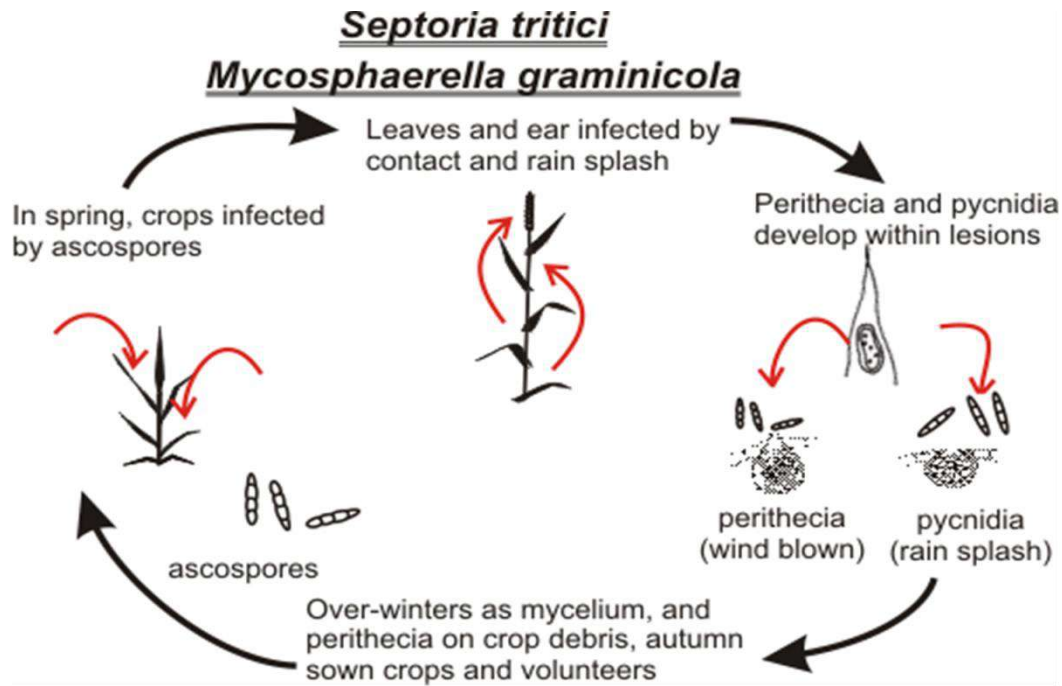 Septoria tritici
Mycosphaerella graminicola
Leaves and ear infected by
contact and rain splash
In spring, crops infected
by ascospores
Perithecia and pycnidia
develop within lesions
perithecia
(wind blown)
pycnidia
(rain splash)
ascospores
Over-winters as mycelium, and
perithecia on crop debris, autumn
sown crops and volunteers